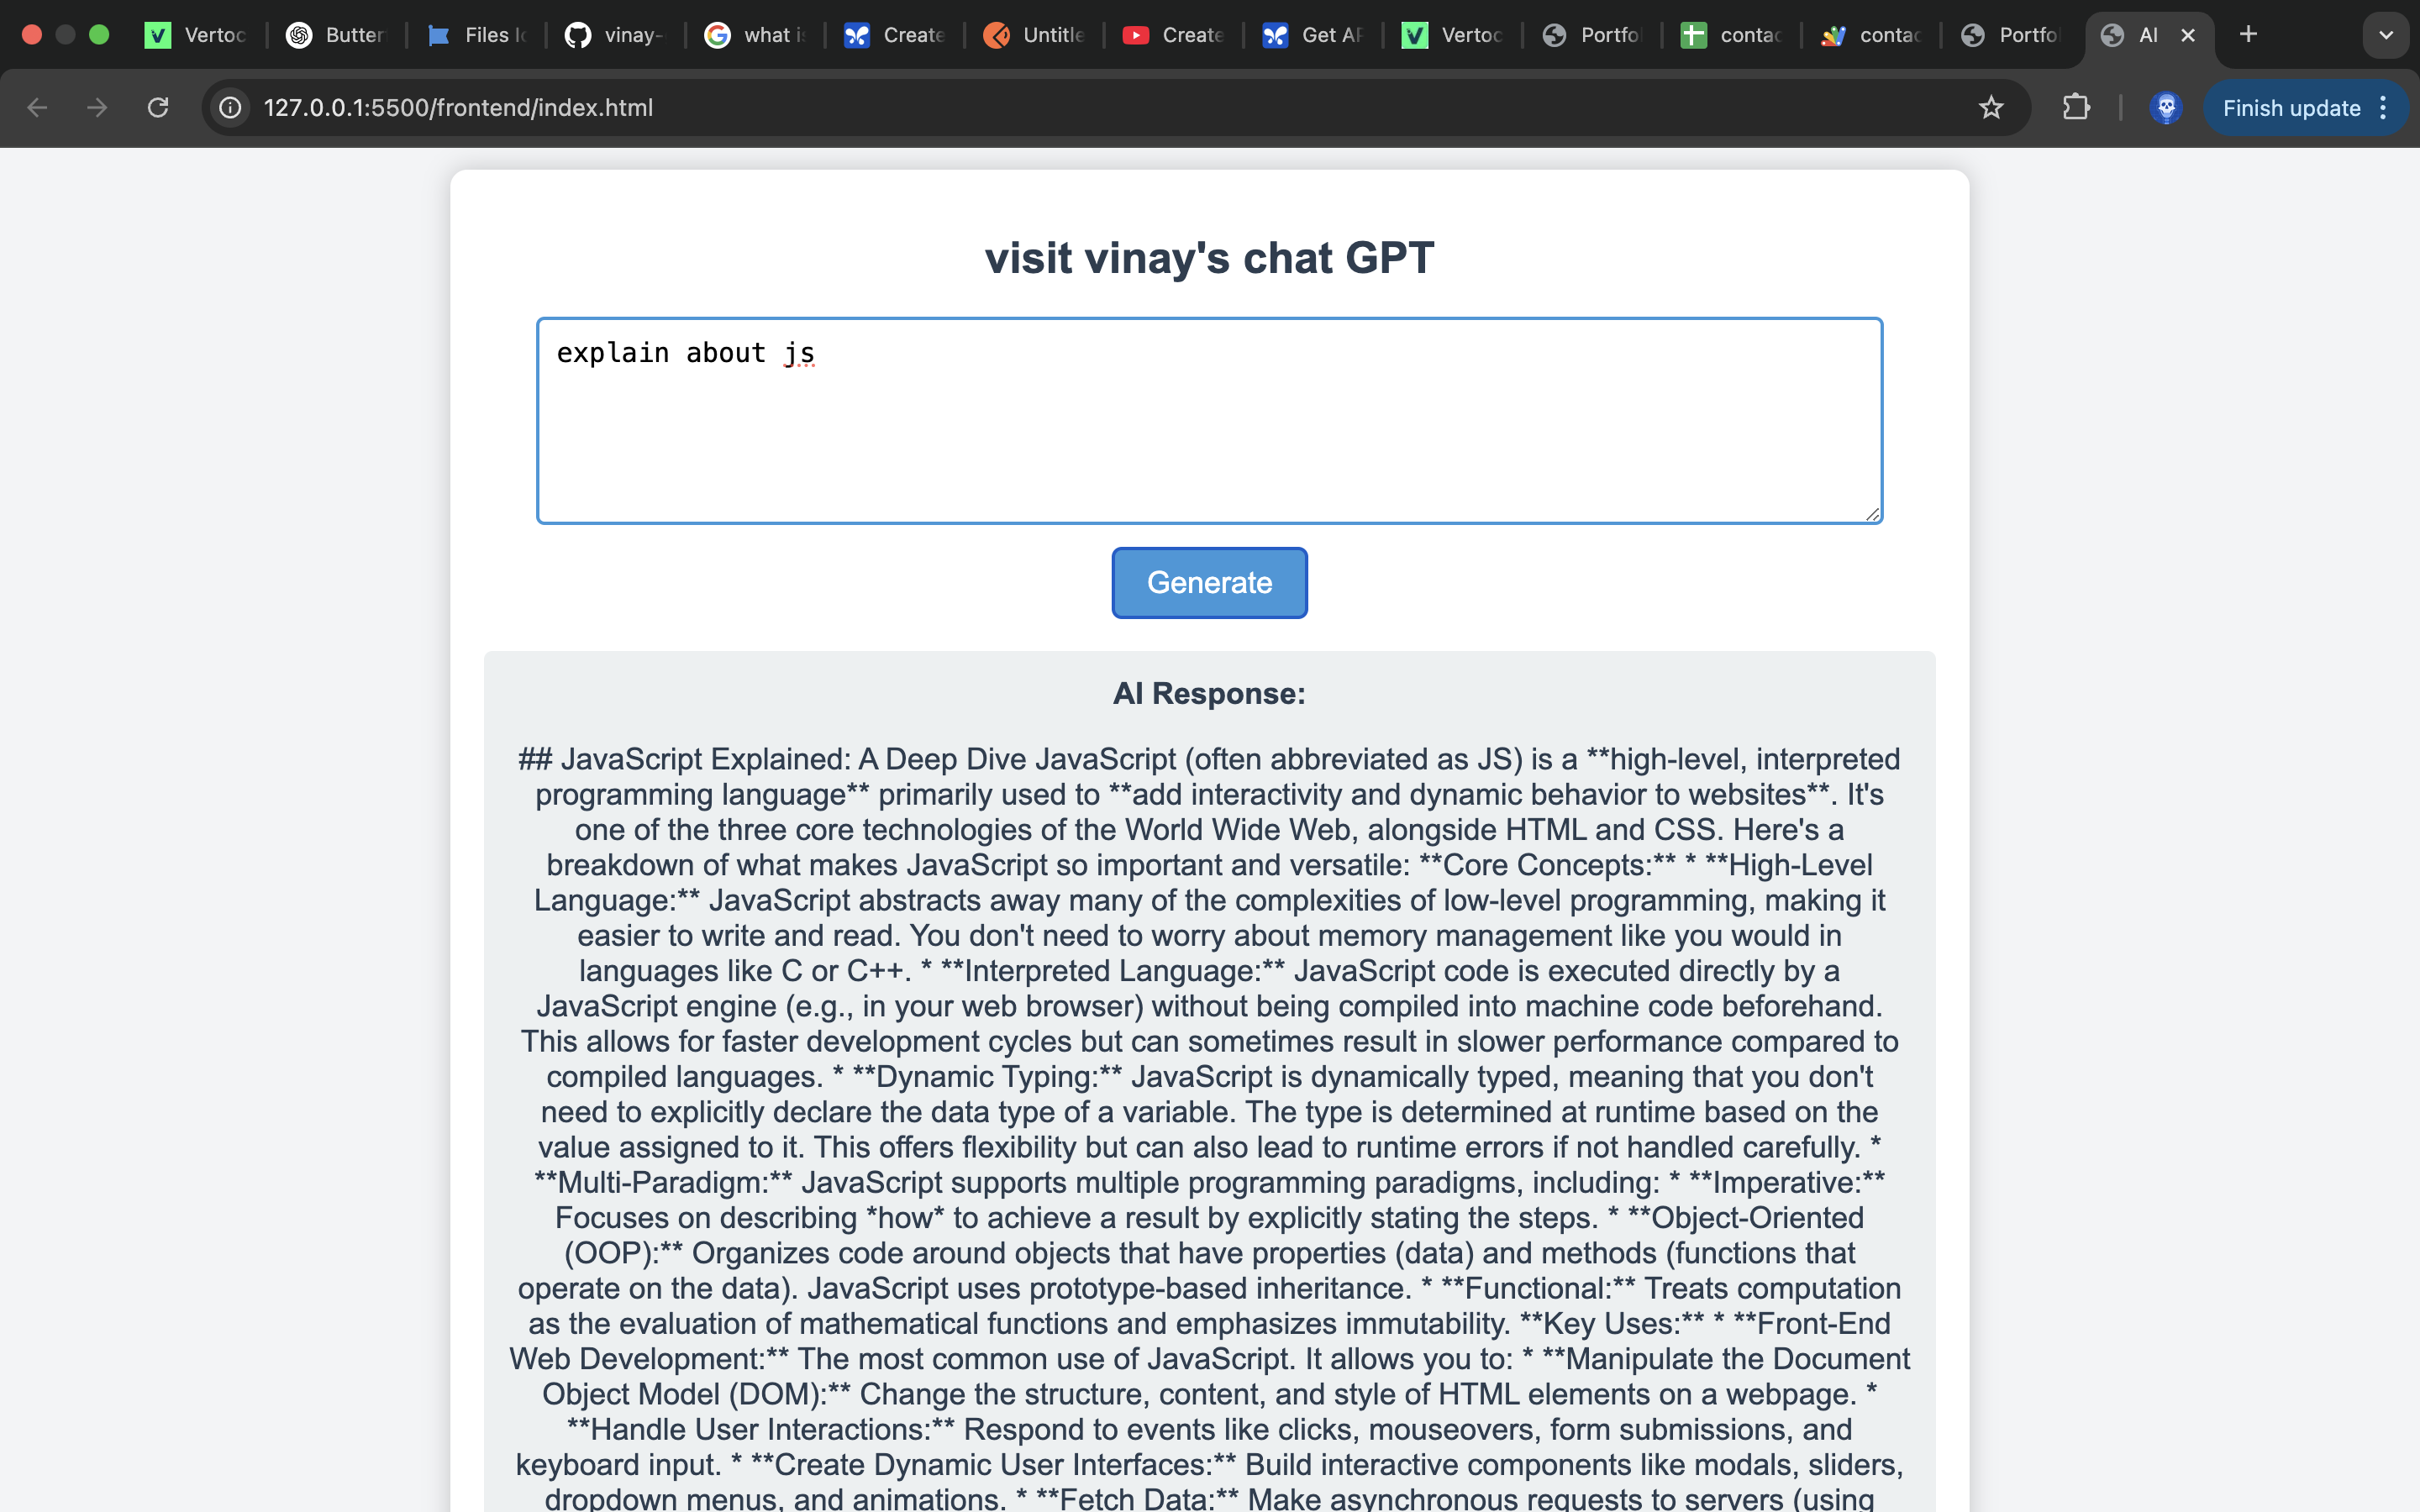 Vertoc
Butter
Files
vinay-
what is
Create
Untitle
Create
Get AP
Vertoc
Portfol
contac
contac
Portfol
AI
127.0.0.1:5500/frontend/index.html
Finish update
visit vinay's chat GPT
explain about js
Generate
AI Response:
## JavaScript Explained: A Deep Dive JavaScript (often abbreviated as JS) is a **high-level, interpreted
programming language** primarily used to **add interactivity and dynamic behavior to websites**. It's
one of the three core technologies of the World Wide Web, alongside HTML and CSS. Here's a
breakdown of what makes JavaScript so important and versatile: **Core Concepts:** * **High-Level
Language:** JavaScript abstracts away many of the complexities of low-level programming, making it
easier to write and read. You don't need to worry about memory management like you would in
languages like C or C++. * **Interpreted Language:** JavaScript code is executed directly by a
JavaScript engine (e.g., in your web browser) without being compiled into machine code beforehand.
This allows for faster development cycles but can sometimes result in slower performance compared to
compiled languages. * **Dynamic Typing:** JavaScript is dynamically typed, meaning that you don't
need to explicitly declare the data type of a variable. The type is determined at runtime based on the
value assigned to it. This offers flexibility but can also lead to runtime errors if not handled carefully. *
**Multi-Paradigm:** JavaScript supports multiple programming paradigms, including: * **Imperative:**
Focuses on describing *how* to achieve a result by explicitly stating the steps. * **Object-Oriented
(OOP):** Organizes code around objects that have properties (data) and methods (functions that
operate on the data). JavaScript uses prototype-based inheritance. * **Functional:** Treats computation
as the evaluation of mathematical functions and emphasizes immutability. **Key Uses:** * **Front-End
Web Development:** The most common use of JavaScript. It allows you to: * **Manipulate the Document
Object Model (DOM):** Change the structure, content, and style of HTML elements on a webpage. *
**Handle User Interactions:** Respond to events like clicks, mouseovers, form submissions, and
keyboard input. * **Create Dynamic User Interfaces:** Build interactive components like modals, sliders,
dropdown menus, and animations. * **Fetch Data:** Make asynchronous requests to servers (using